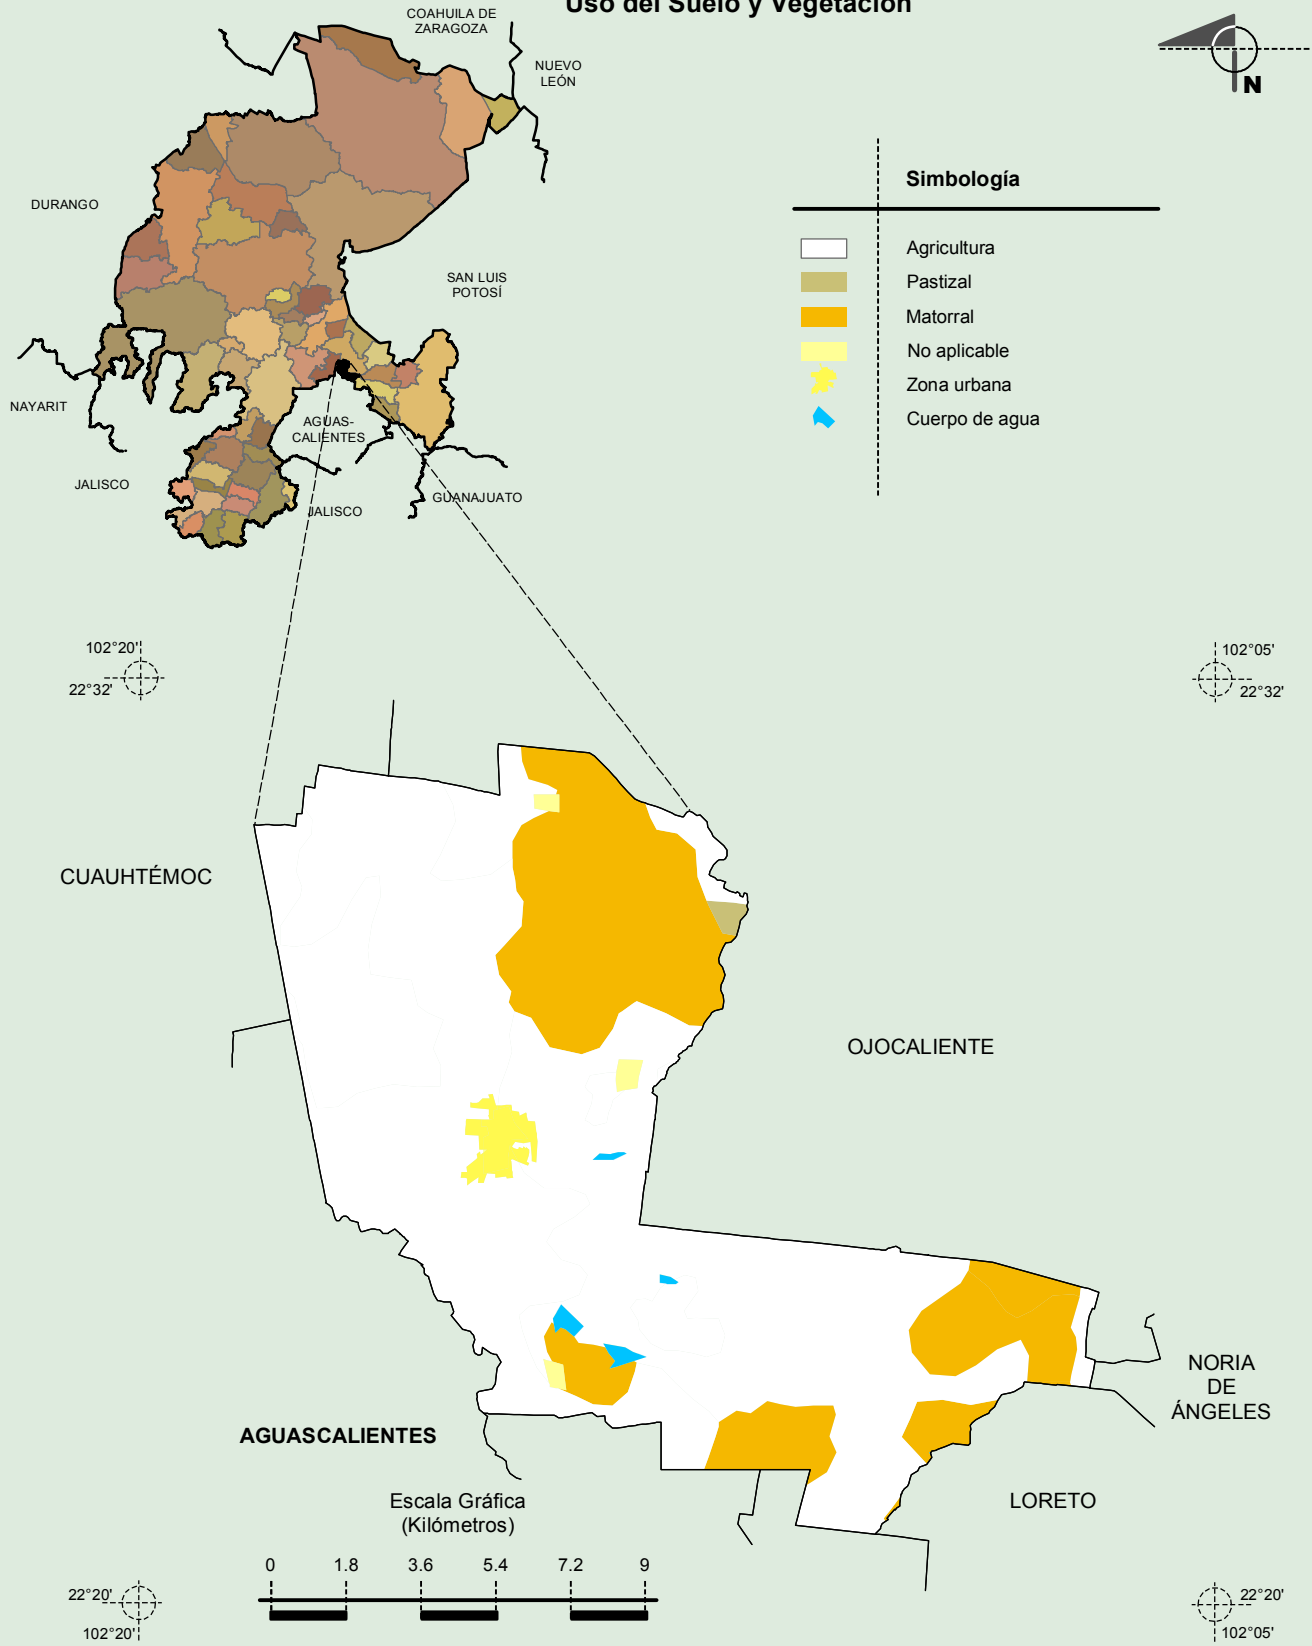 Uso del Suelo y Vegetación
COAHUILA DE
ZARAGOZA
NUEVO
LEÓN
N
DURANGO
SAN LUIS
POTOSÍ
NAYARIT
AGUAS-
CALIENTES
JALISCO
JALISCO
GUANAJUATO
Simbología
Agricultura
Pastizal
Matorral
No aplicable
Zona urbana
Cuerpo de agua
102°20'
22°32'
102°05'
22°32'
CUAUHTÉMOC
OJOCALIENTE
NORIA
DE
ÁNGELES
AGUASCALIENTES
LORETO
Escala Gráfica
(Kilómetros)
0 1.8 3.6 5.4 7.2 9
22°20'
102°20'
22°20'
102°05'